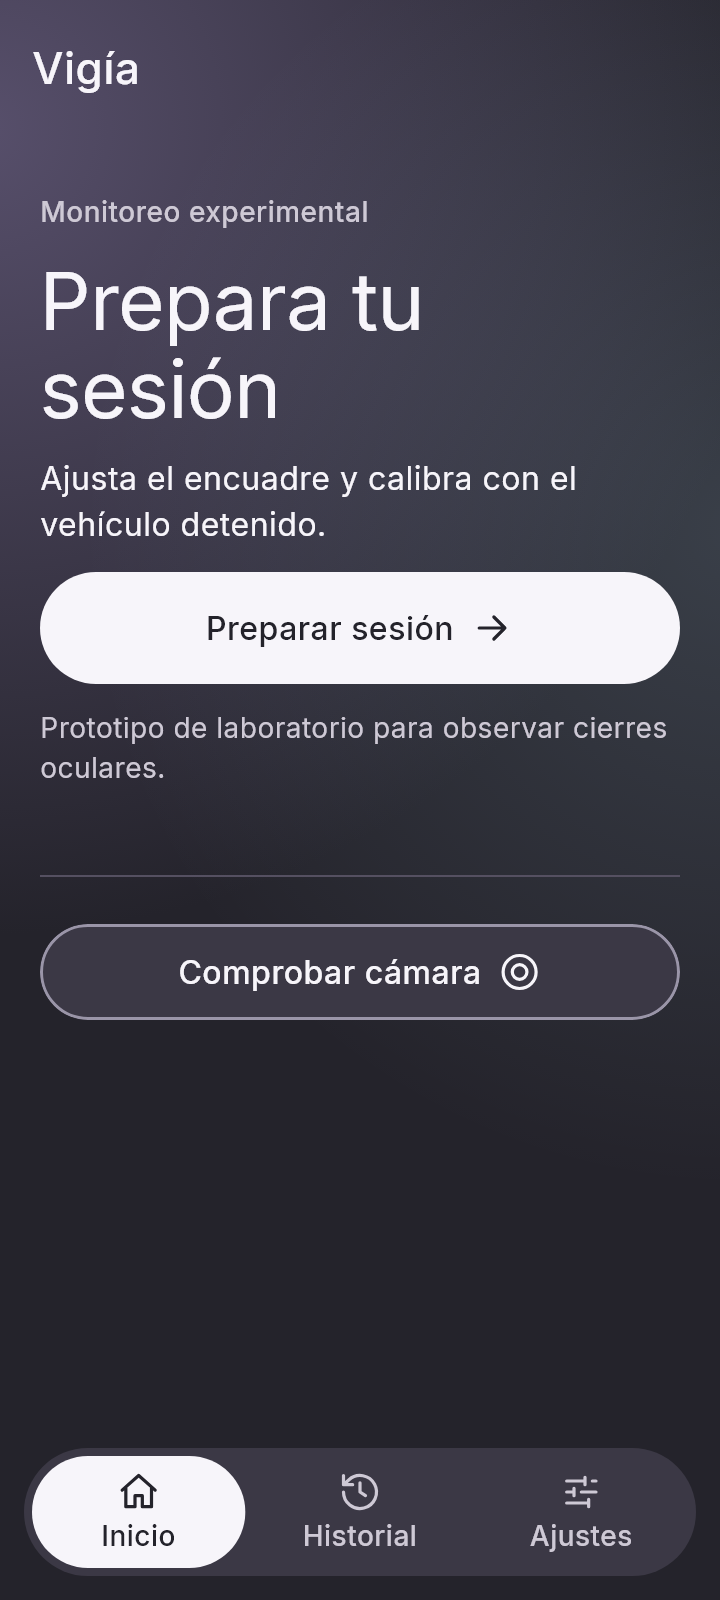 Vigía
Monitoreo experimental
Prepara tu
sesión
Ajusta el encuadre y calibra con el
vehículo detenido.
Preparar sesión
Prototipo de laboratorio para observar cierres
oculares.
Comprobar cámara
Inicio
Historial
Ajustes